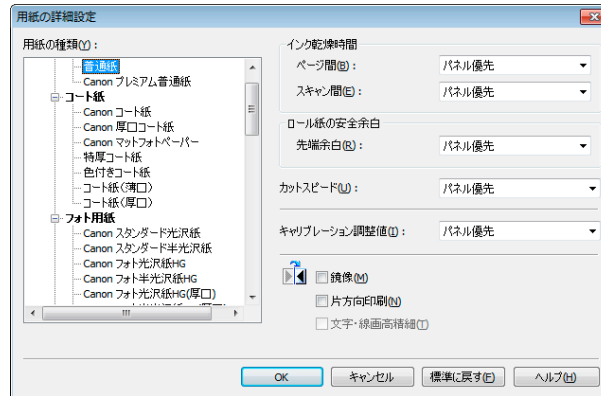 用紙の詳細設定
用紙の種類(Y)：
普通紙
Canon プレミアム普通紙
コート紙
Canon コート紙
Canon 厚口コート紙
Canon マットフォトペーパー
特厚コート紙
色付きコート紙
コート紙(薄口)
コート紙(厚口)
フォト用紙
Canon スタンダード光沢紙
Canon スタンダード半光沢紙
Canon フォト光沢紙HG
Canon フォト半光沢紙HG
Canon フォト光沢紙HG(厚口)
インク乾燥時間
ページ間(B)： パネル優先
スキャン間(E)： パネル優先
ロール紙の安全余白
先端余白(R)： パネル優先
カットスピード(U)： パネル優先
キャリブレーション調整値(I)： パネル優先
鏡像(M)
片方向印刷(N)
文字・線画高精細(T)
OK キャンセル 標準に戻す(F) ヘルプ(H)